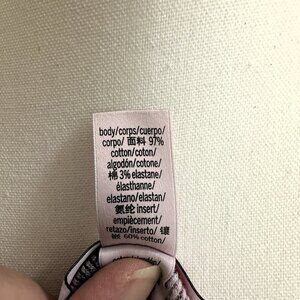 body/corps/cuerpo/
corpo/ 面料 97%
cotton/coton/
algodón/cotone/
棉 3% elastane/
élasthanne/
elastano/elastan/
氨纶 insert/
empiècement/
retazo/inserto/ 镶
嵌 60% cotton/